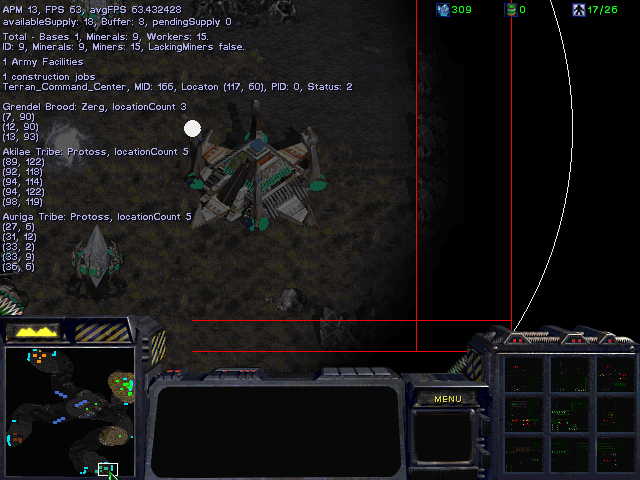 APM 13, FPS 63, avgFPS 63.432428
availableSupply: 18, Buffer: 8, pendingSupply 0
309
0
17/26
Total - Bases 1, Minerals 9, Workers 15.
ID: 9, Minerals: 9, Miners: 15, LackingMiners false.
1 Army Facilities
1 construction jobs
Terran_Command_Center, MID: 166, Locaton (117, 60), PID: 0, Status: 2
Grendel Brood: Zerg, locationCount 3
(7, 90)
(12, 90)
(13, 93)
Akilae Tribe: Protoss, locationCount 5
(89, 122)
(92, 118)
(94, 114)
(94, 122)
(98, 119)
Auriga Tribe: Protoss, locationCount 5
(27, 6)
(31, 12)
(33, 2)
(33, 9)
(36, 6)
MENU